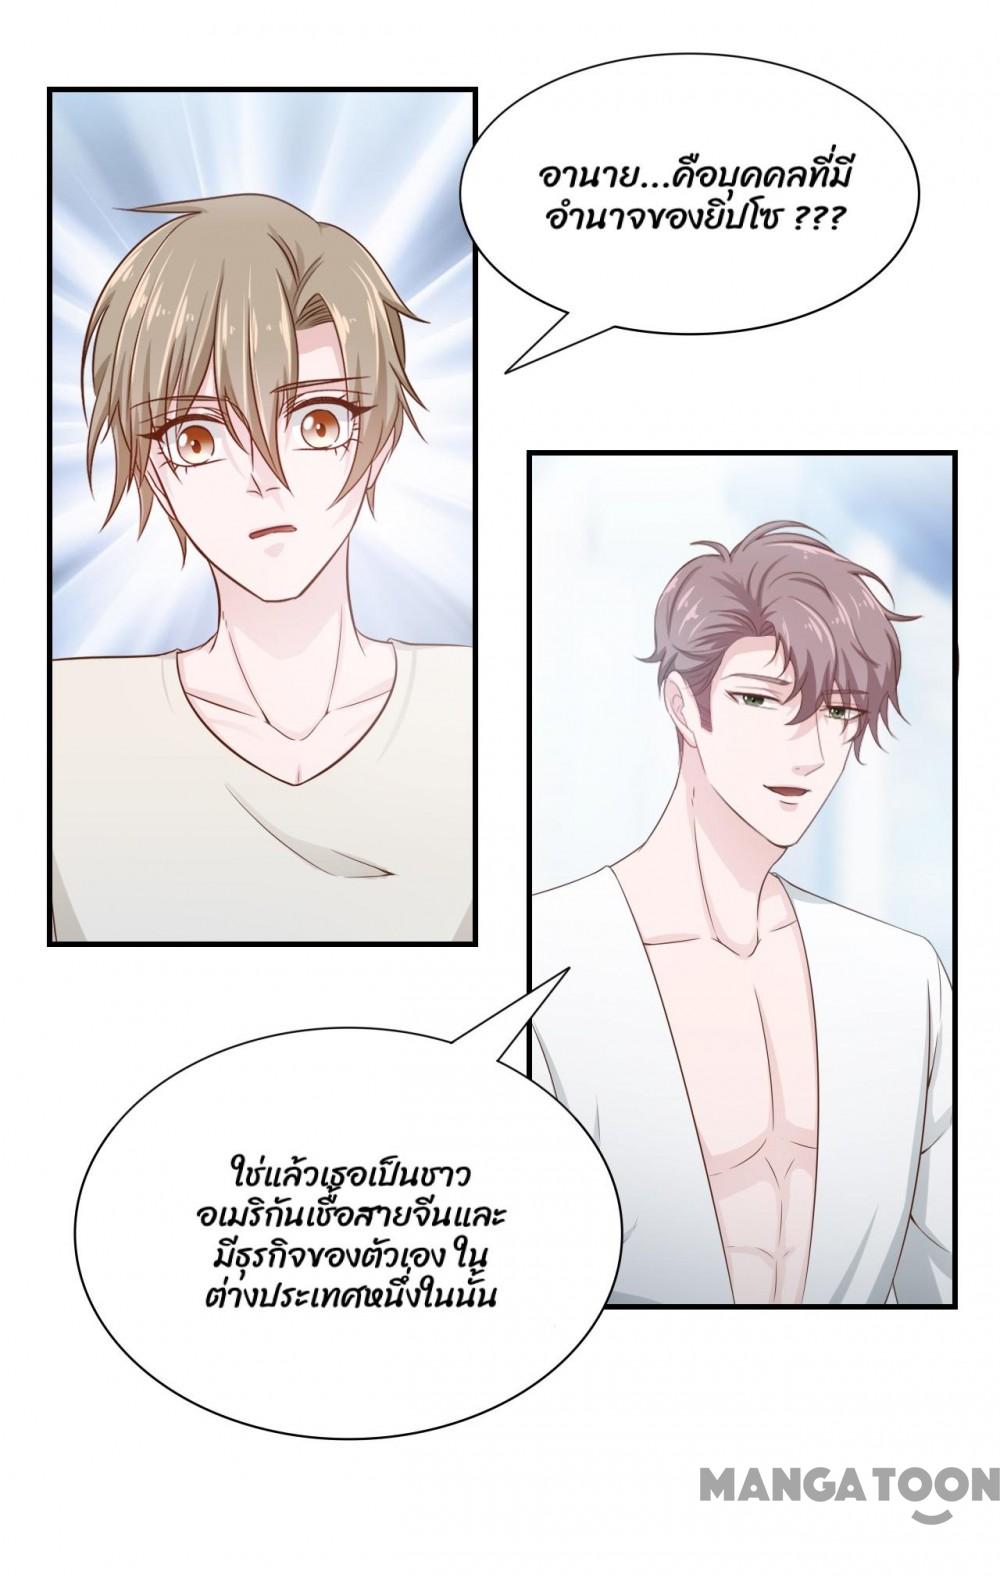 อานาย...คือบุคคลที่มี
อำนาจของยิปโซ ???
ใช่แล้วเธอเป็นชาว
อเมริกันเชื้อสายจีนและ
มีธุรกิจของตัวเอง ใน
ต่างประเทศหนึ่งในนั้น
MANGATOON